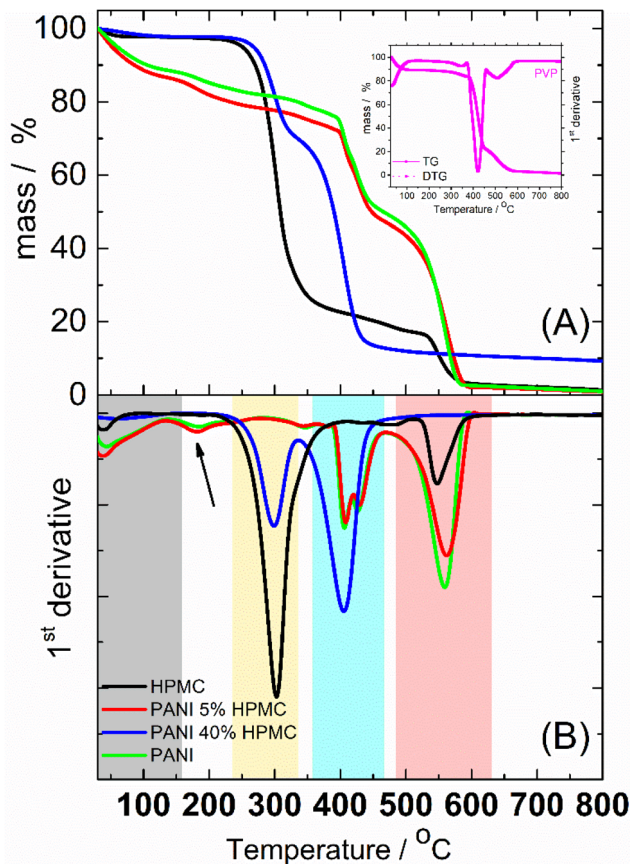 100
80
60
40
20
0
mass / %
(A)
100
80
60
40
20
0
mass / %
1st derivative
PVP
TG
DTG
100 200 300 400 500 600 700 800
Temperature / °C
1st derivative
HPMC
PANI 5% HPMC
PANI 40% HPMC
PANI
(B)
100 200 300 400 500 600 700 800
Temperature / °C